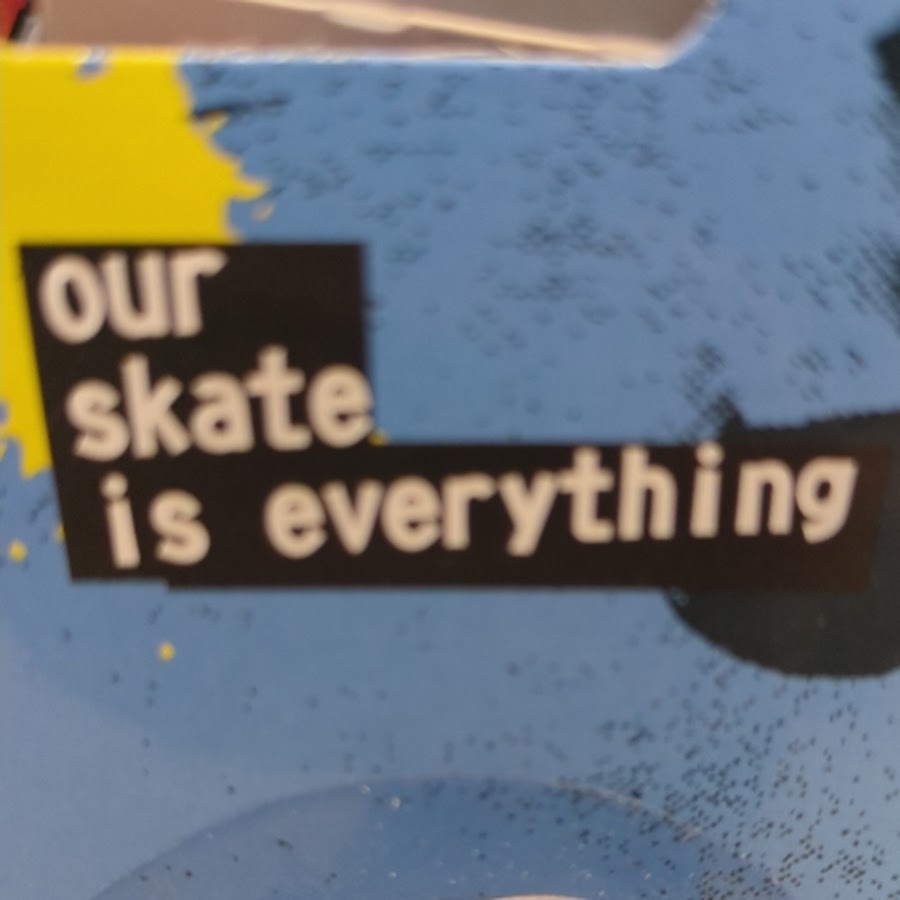 our
skate
is everything